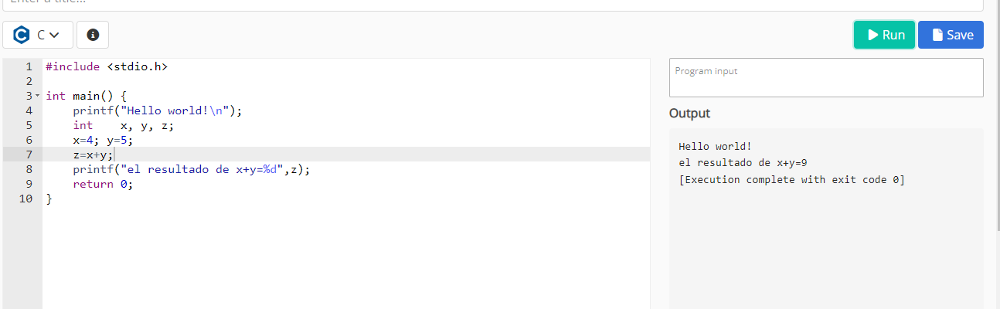 Enter a title...
C
Run
Save
1 #include <stdio.h>
2
3 int main() {
4 printf("Hello world!\n");
5 int    x, y, z;
6 x=4; y=5;
7 z=x+y;
8 printf("el resultado de x+y=%d",z);
9 return 0;
10 }
Program input
Output
Hello world!
el resultado de x+y=9
[Execution complete with exit code 0]